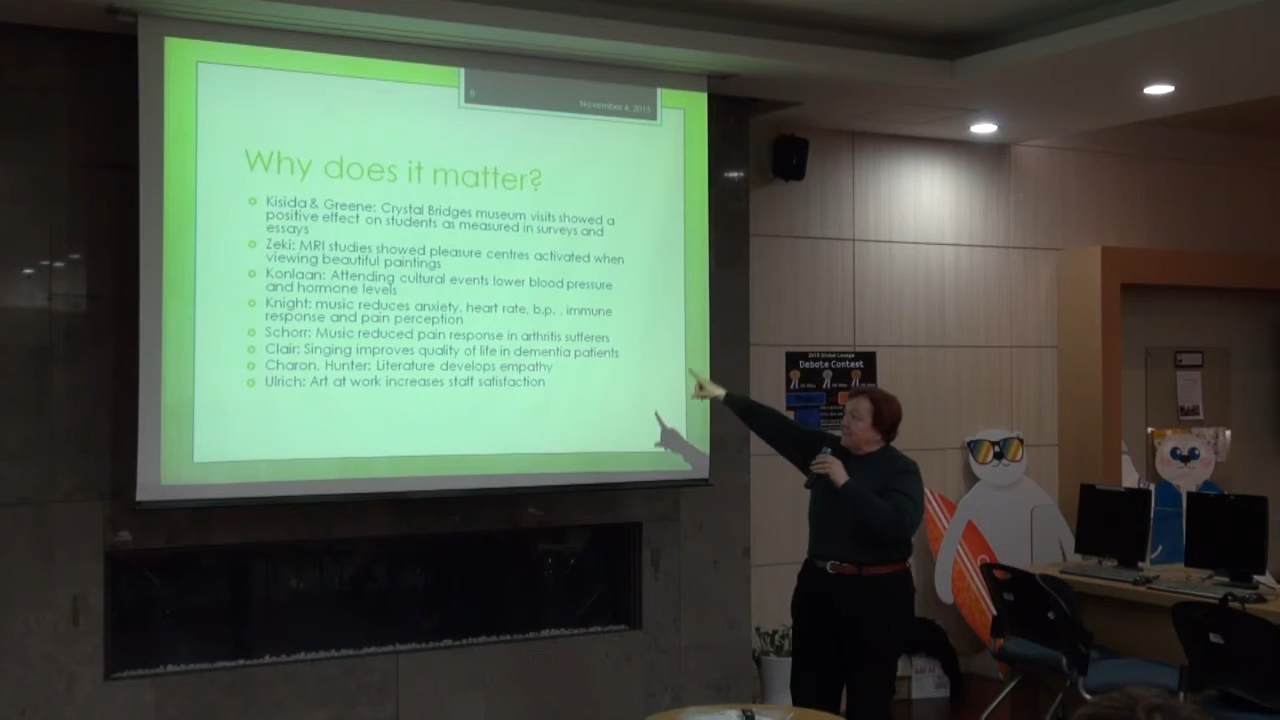 6
November 4, 2015
Why does it matter?
Kisida & Greene: Crystal Bridges museum visits showed a
positive effect on students as measured in surveys and
essays
Zeki: MRI studies showed pleasure centres activated when
viewing beautiful paintings
Konlaan: Attending cultural events lower blood pressure
and hormone levels
Knight: music reduces anxiety, heart rate, b.p. , immune
response and pain perception
Schorr: Music reduced pain response in arthritis sufferers
Clair: Singing improves quality of life in dementia patients
Charon, Hunter: Literature develops empathy
Ulrich: Art at work increases staff satisfaction
2015 Global Lounge
Debate Contest